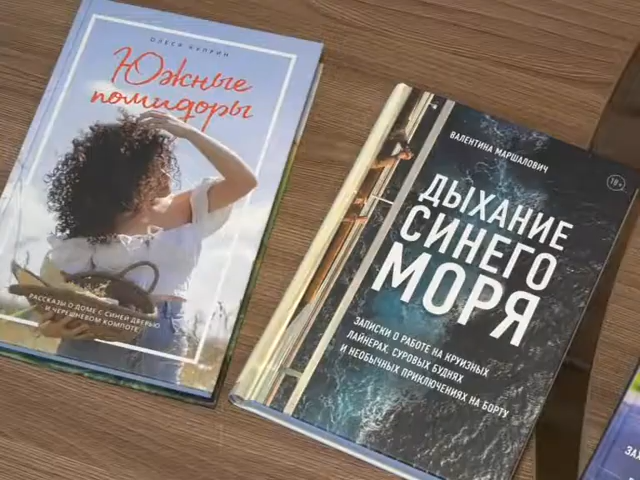 ОЛЕСЯ КУПРИН
Южные
помидоры
РАССКАЗЫ О ДОМЕ С СИНЕЙ ДВЕРЬЮ
И ЧЕРЕШНЕВОМ КОМПОТЕ
ВАЛЕНТИНА МАРШАЛОВИЧ
18+
ДЫХАНИЕ
СИНЕГО
МОРЯ
ЗАПИСКИ О РАБОТЕ НА КРУИЗНЫХ
ЛАЙНЕРАХ, СУРОВЫХ БУДНЯХ
И НЕОБЫЧНЫХ ПРИКЛЮЧЕНИЯХ НА БОРТУ
ЗАХ